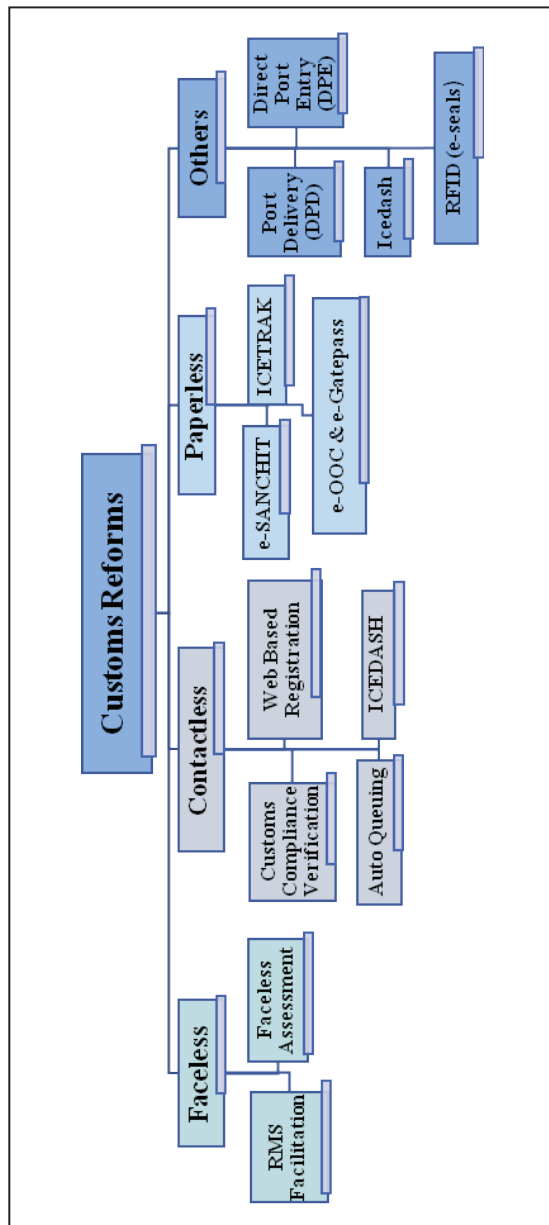 Customs Reforms
Faceless
RMS
Facilitation
Faceless
Assessment
Contactless
Customs
Compliance
Verification
Web Based
Registration
Auto Queuing
ICEDASH
Paperless
e-SANCHIT
ICETRAK
e-OOC & e-Gatepass
Others
Port
Delivery
(DPD)
Direct
Port
Entry
(DPE)
Icedash
RFID (e-seals)